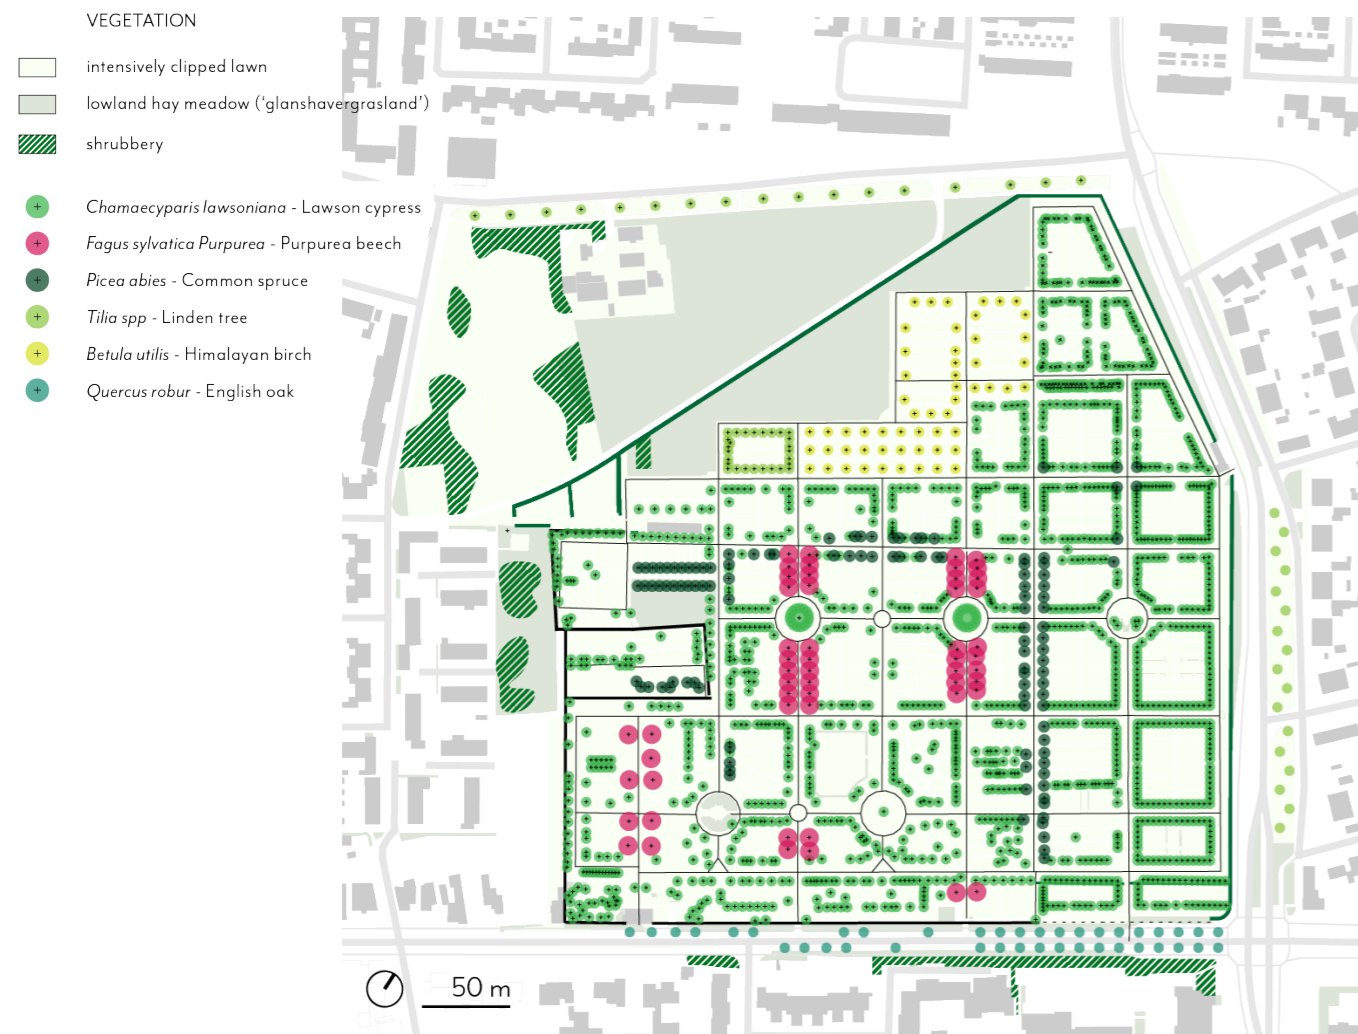 VEGETATION
intensively clipped lawn
lowland hay meadow (‘glanshavergrasland’)
shrubbery
Chamaecyparis lawsoniana - Lawson cypress
Fagus sylvatica Purpurea - Purpurea beech
Picea abies - Common spruce
Tilia spp - Linden tree
Betula utilis - Himalayan birch
Quercus robur - English oak
50 m